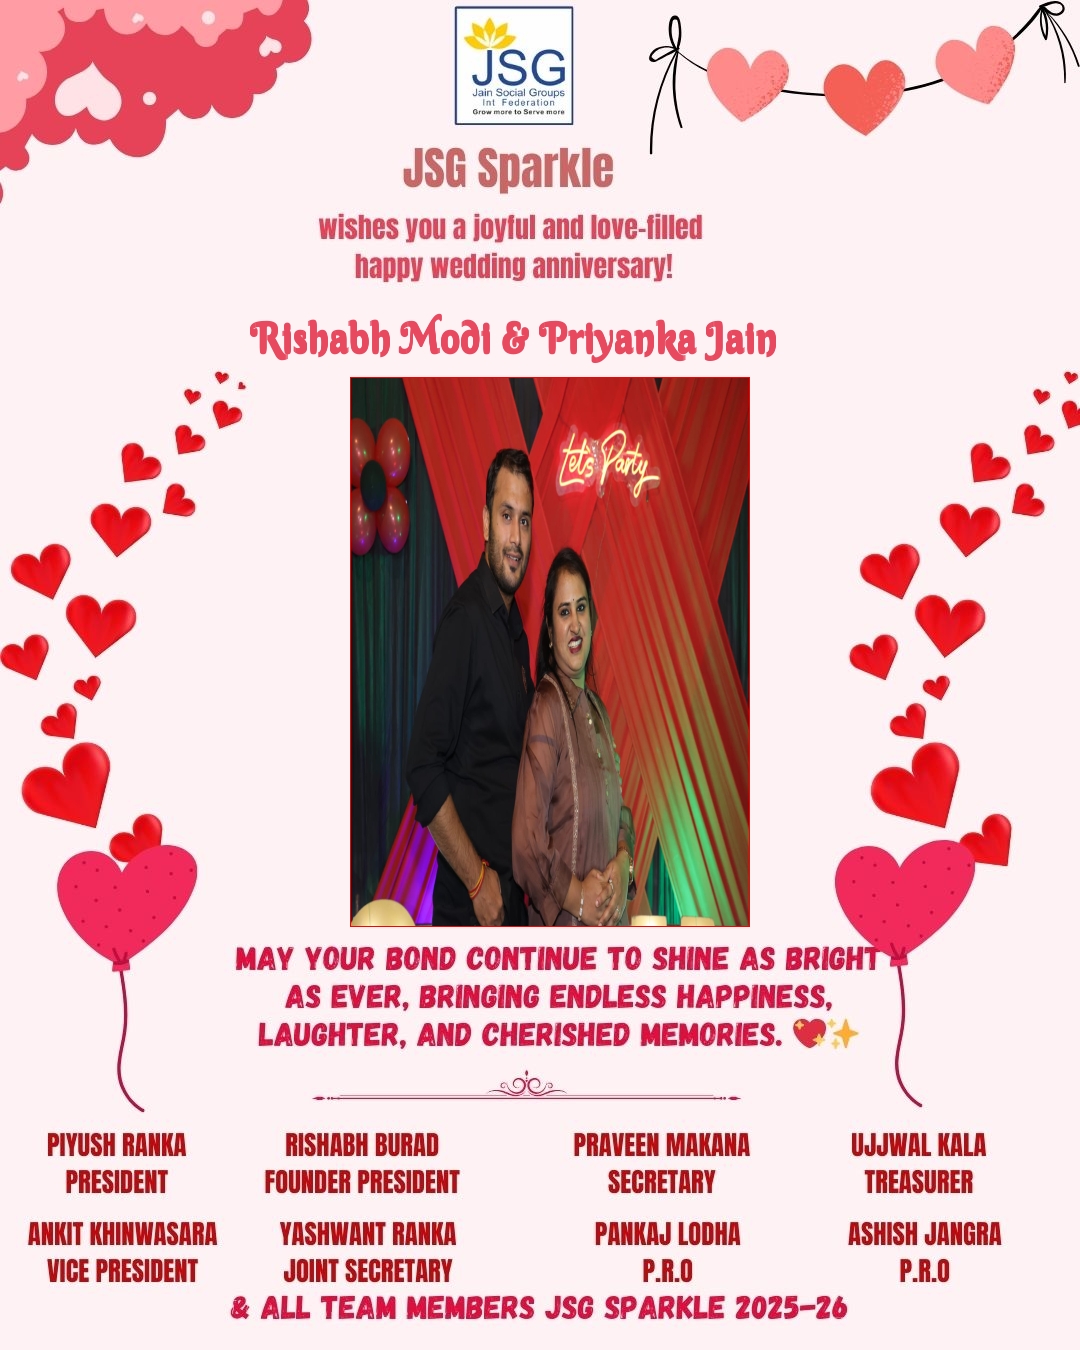 JSG
Jain Social Groups
Int Federation
Grow more to Serve more
JSG Sparkle
wishes you a joyful and love-filled
happy wedding anniversary!
Rishabh Modi & Priyanka Jain
Let's Party
MAY YOUR BOND CONTINUE TO SHINE AS BRIGHT
AS EVER, BRINGING ENDLESS HAPPINESS,
LAUGHTER, AND CHERISHED MEMORIES. 💖✨
PIYUSH RANKA
PRESIDENT
RISHABH BURAD
FOUNDER PRESIDENT
PRAVEEN MAKANA
SECRETARY
UJJWAL KALA
TREASURER
ANKIT KHINWASARA
VICE PRESIDENT
YASHWANT RANKA
JOINT SECRETARY
PANKAJ LODHA
P.R.O
ASHISH JANGRA
P.R.O
& ALL TEAM MEMBERS JSG SPARKLE 2025-26